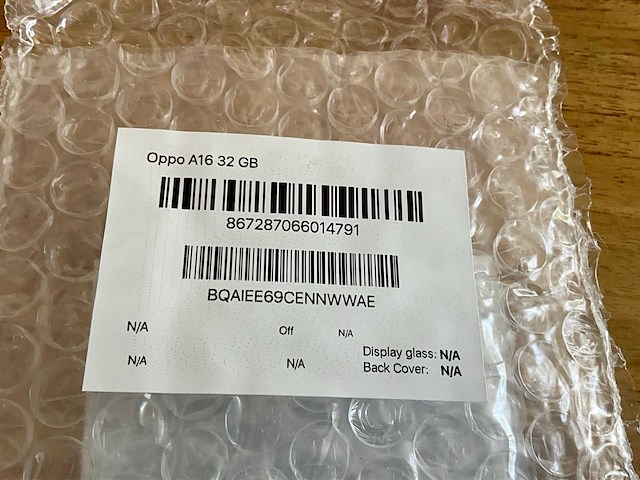 Oppo A16 32 GB
867287066014791
BQAIEE69CENNWWAE
N/A Off N/A
Display glass: N/A
N/A N/A Back Cover: N/A